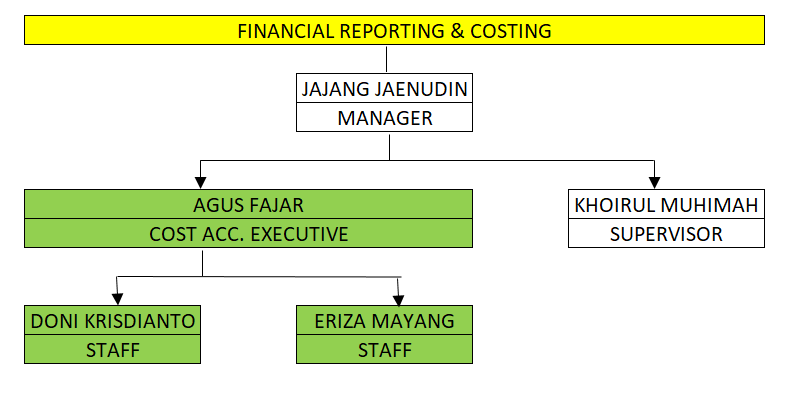 FINANCIAL REPORTING & COSTING
JAJANG JAENUDIN
MANAGER
AGUS FAJAR
COST ACC. EXECUTIVE
KHOIRUL MUHIMAH
SUPERVISOR
DONI KRISDIANTO
STAFF
ERIZA MAYANG
STAFF